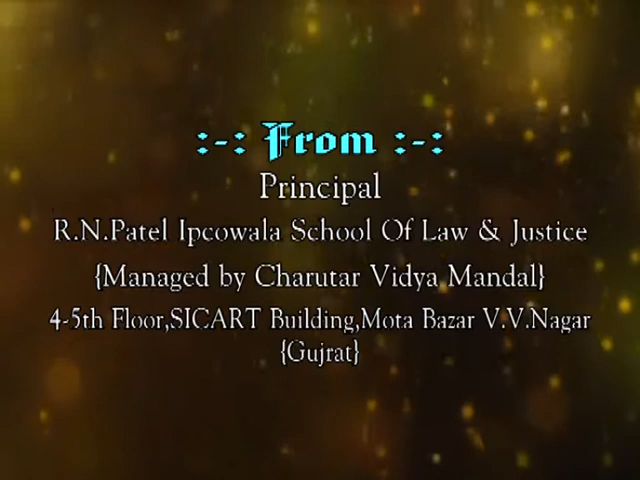 :-: From :-:
Principal
R.N.Patel Ipcowala School Of Law & Justice
{Managed by Charutar Vidya Mandal}
4-5th Floor,SICART Building,Mota Bazar V.V.Nagar
{Gujrat}